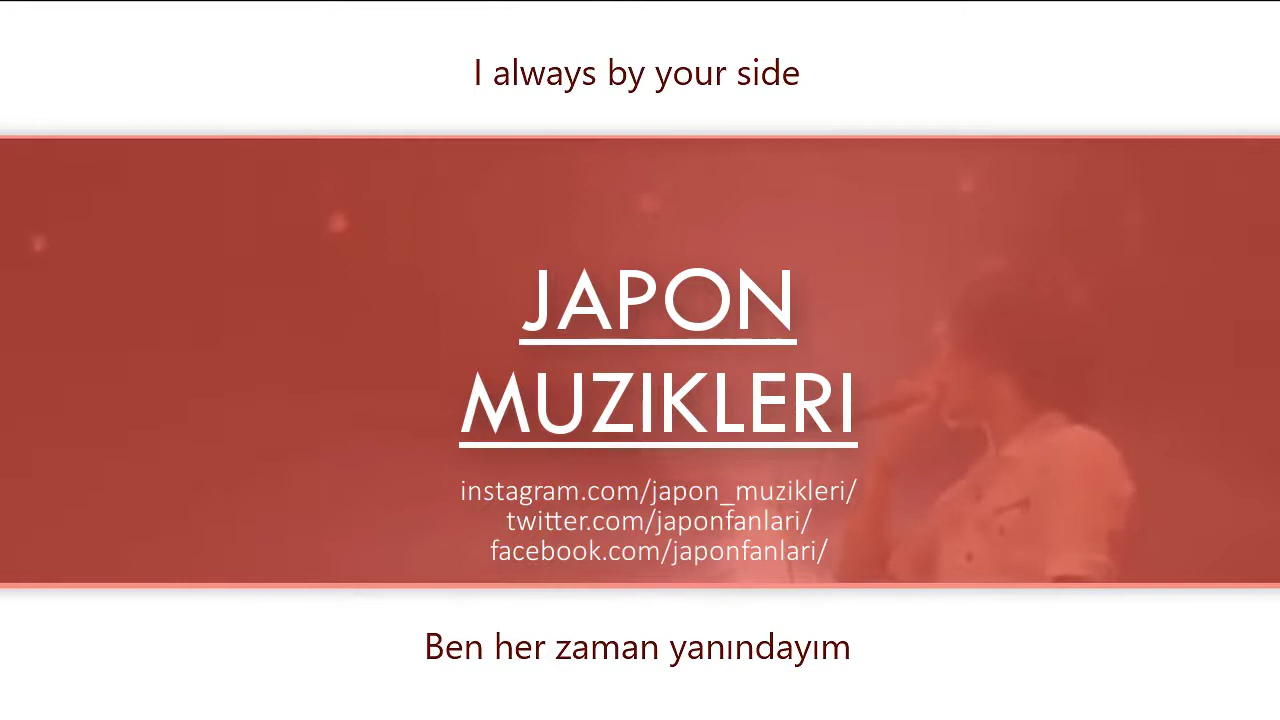 I always by your side
JAPON
MUZIKLERI
instagram.com/japon_muzikleri/
twitter.com/japonfanlari/
facebook.com/japonfanlari/
Ben her zaman yanındayım